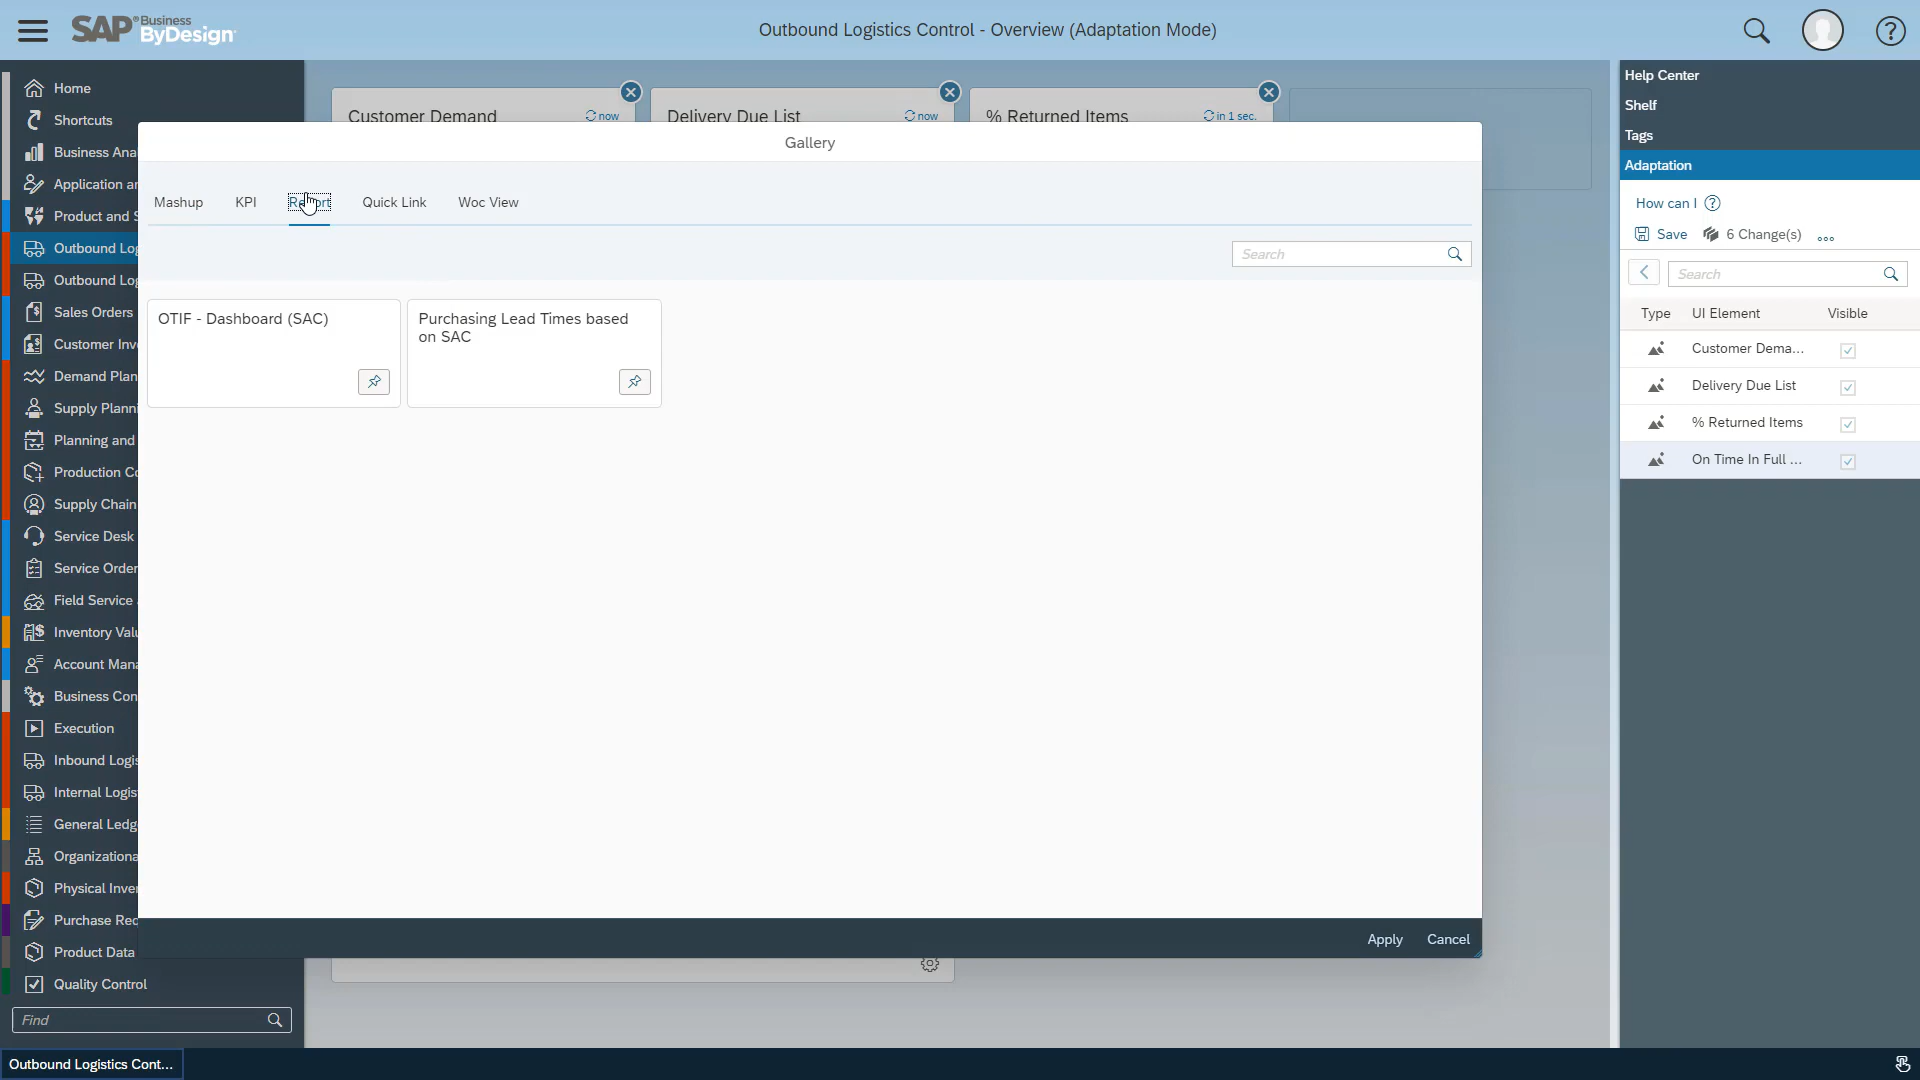 SAP Business ByDesign
Outbound Logistics Control - Overview (Adaptation Mode)
Home
Shortcuts
Business Ana
Application an
Product and S
Outbound Log
Outbound Log
Sales Orders
Customer Inv
Demand Plan
Supply Planni
Planning and
Production Co
Supply Chain
Service Desk
Service Order
Field Service
Inventory Valu
Account Mana
Business Con
Execution
Inbound Logis
Internal Logis
General Ledg
Organizationa
Physical Inver
Purchase Rec
Product Data
Quality Control
Find
Customer Demand
now
Delivery Due List
now
% Returned Items
in 1 sec.
Gallery
Mashup
KPI
Report
Quick Link
Woc View
Search
OTIF - Dashboard (SAC)
Purchasing Lead Times based
on SAC
Apply
Cancel
Help Center
Shelf
Tags
Adaptation
How can I
Save
6 Change(s)
...
Search
Type UI Element Visible
Customer Dema...
Delivery Due List
% Returned Items
On Time In Full ...
Outbound Logistics Cont...